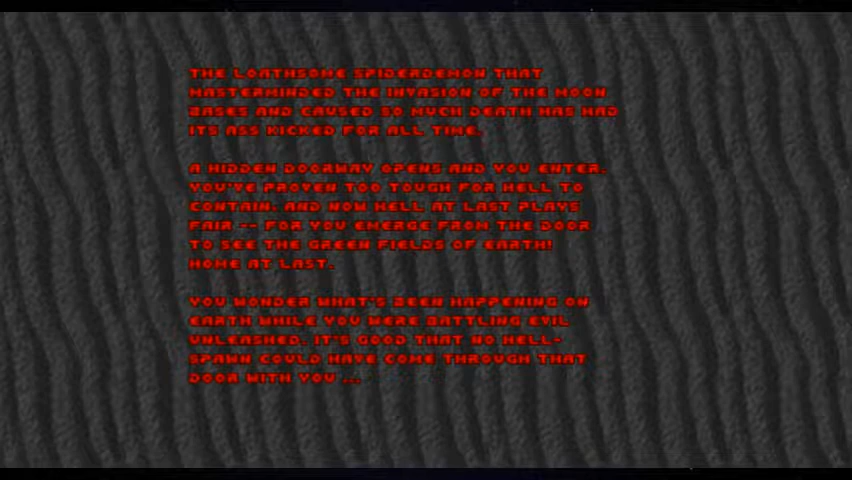 THE LOATHSOME SPIDERDEMON THAT
MASTERMINDED THE INVASION OF THE MOON
BASES AND CAUSED SO MUCH DEATH HAS HAD
ITS ASS KICKED FOR ALL TIME.
A HIDDEN DOORWAY OPENS AND YOU ENTER.
YOU'VE PROVEN TOO TOUGH FOR HELL TO
CONTAIN, AND NOW HELL AT LAST PLAYS
FAIR -- FOR YOU EMERGE FROM THE DOOR
TO SEE THE GREEN FIELDS OF EARTH!
HOME AT LAST.
YOU WONDER WHAT'S BEEN HAPPENING ON
EARTH WHILE YOU WERE BATTLING EVIL
UNLEASHED. IT'S GOOD THAT NO HELL-
SPAWN COULD HAVE COME THROUGH THAT
DOOR WITH YOU ...